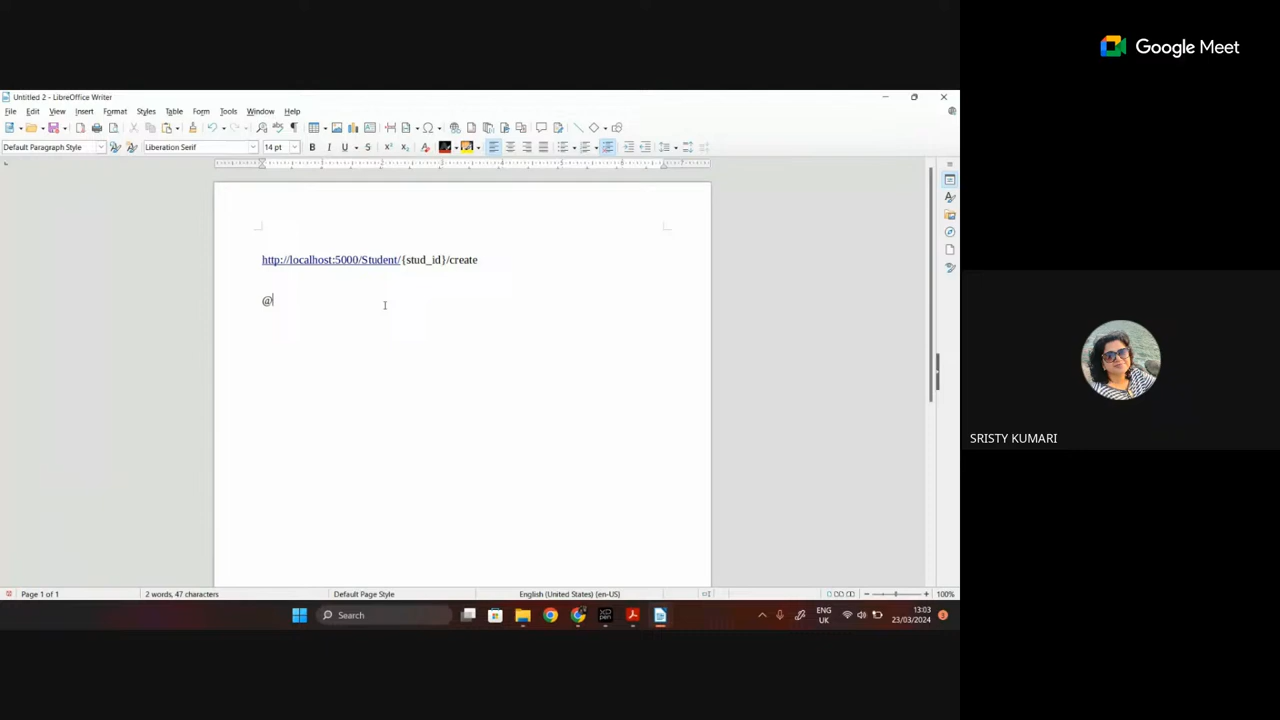 Google Meet
Untitled 2 - LibreOffice Writer
File Edit View Insert Format Styles Table Form Tools Window Help
Default Paragraph Style Liberation Serif 14 pt
http://localhost:5000/Student/{stud_id}/create
@
SRISTY KUMARI
Page 1 of 1 2 words, 47 characters Default Page Style English (United States) (en-US) 100%
Search ENG UK 13:03 23/03/2024